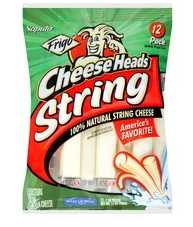 Saputo
12
Pack
Frigo
Cheese Heads
String
100% NATURAL STRING CHEESE
America's
FAVORITE!